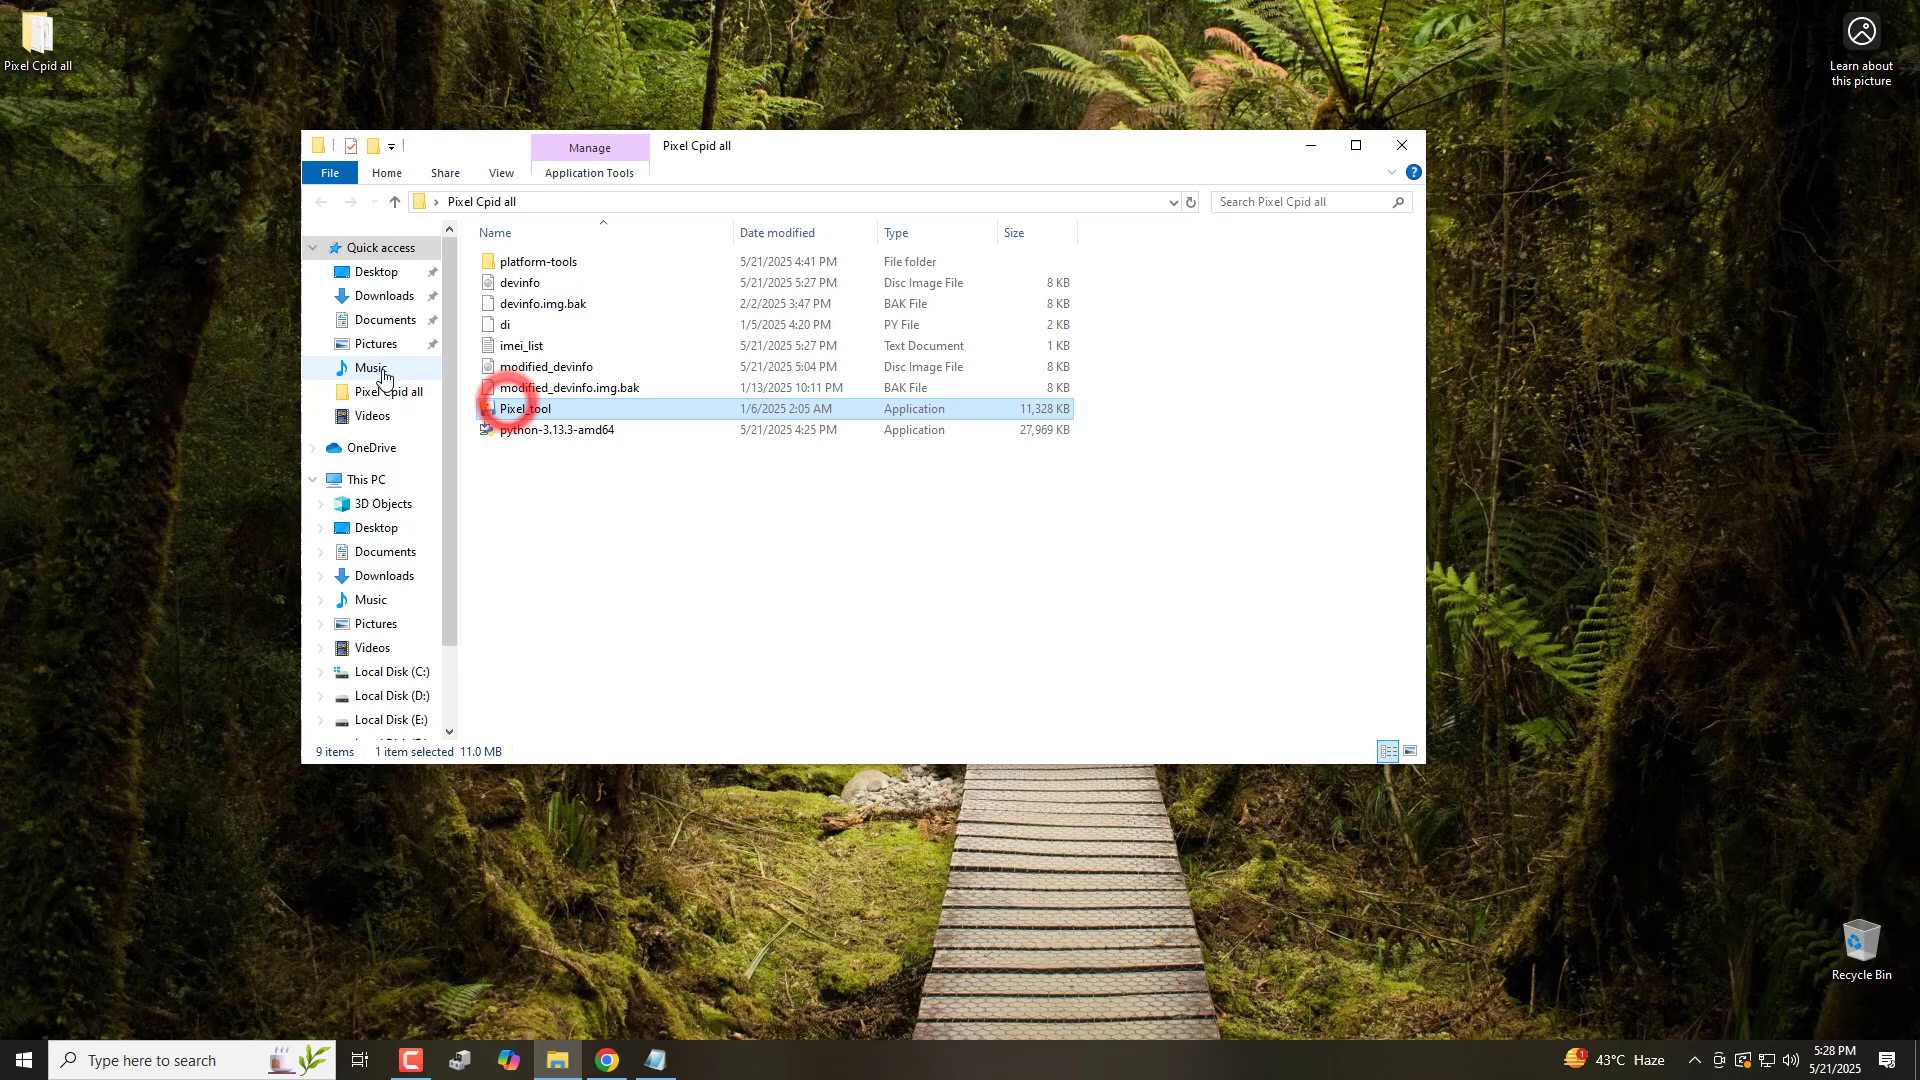 Pixel Cpid all
Learn about
this picture
Manage
Pixel Cpid all
File
Home
Share
View
Application Tools
Pixel Cpid all
Search Pixel Cpid all
Name
Date modified
Type
Size
Quick access
Desktop
Downloads
Documents
Pictures
Music
Pixel Cpid all
Videos
OneDrive
This PC
3D Objects
Desktop
Documents
Downloads
Music
Pictures
Videos
Local Disk (C:)
Local Disk (D:)
Local Disk (E:)
platform-tools 5/21/2025 4:41 PM File folder
devinfo 5/21/2025 5:27 PM Disc Image File 8 KB
devinfo.img.bak 2/2/2025 3:47 PM BAK File 8 KB
di 1/5/2025 4:20 PM PY File 2 KB
imei_list 5/21/2025 5:27 PM Text Document 1 KB
modified_devinfo 5/21/2025 5:04 PM Disc Image File 8 KB
modified_devinfo.img.bak 1/13/2025 10:11 PM BAK File 8 KB
Pixel_tool 1/6/2025 2:05 AM Application 11,328 KB
python-3.13.3-amd64 5/21/2025 4:25 PM Application 27,969 KB
9 items 1 item selected 11.0 MB
Recycle Bin
Type here to search
1
43°C Haze
5:28 PM
5/21/2025